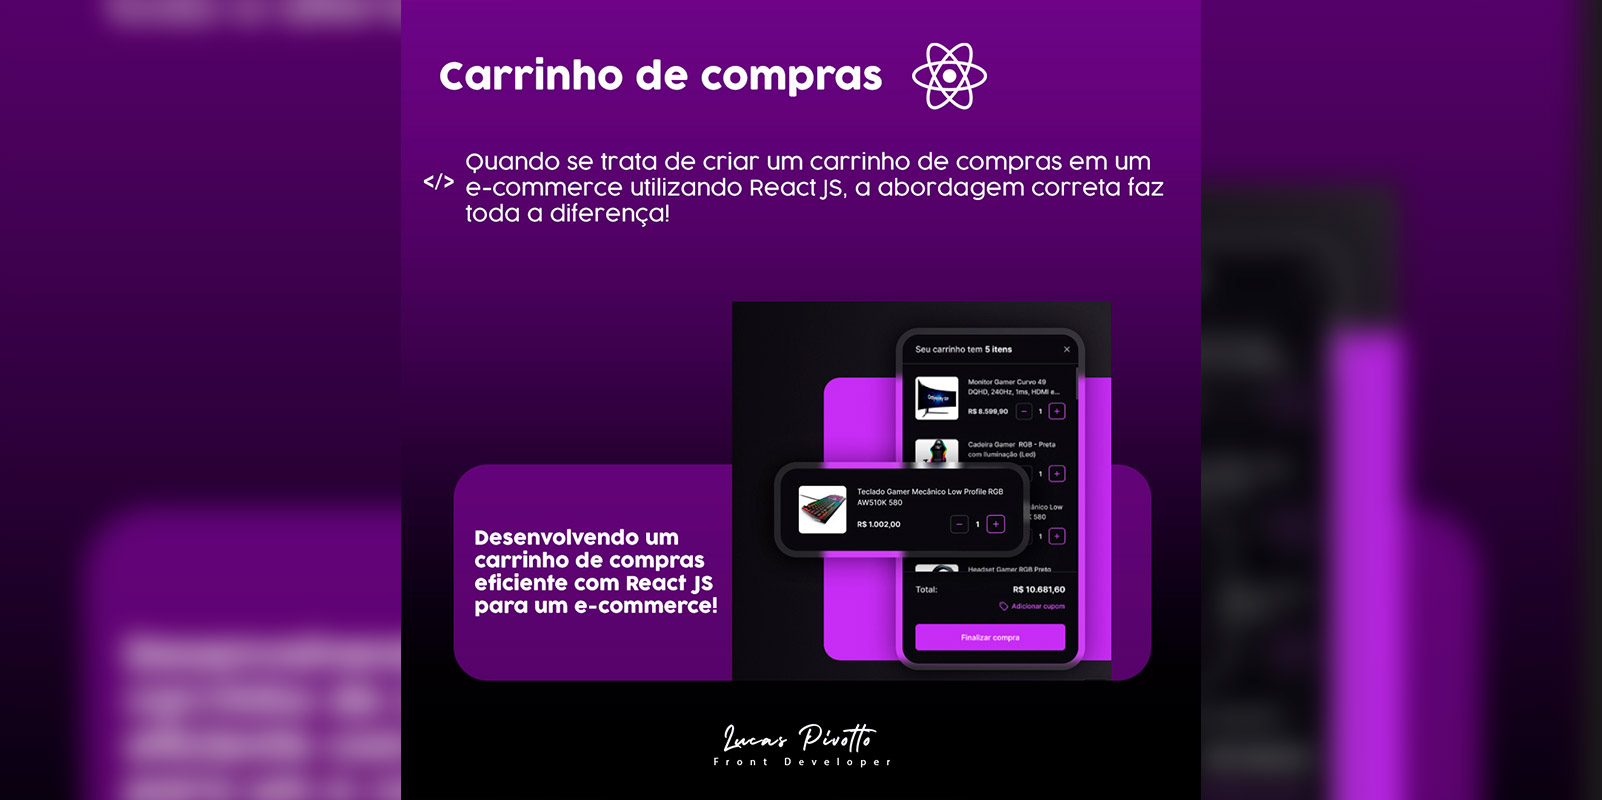 Carrinho de compras
</>
Quando se trata de criar um carrinho de compras em um
e-commerce utilizando React JS, a abordagem correta faz
toda a diferença!
Desenvolvendo um
carrinho de compras
eficiente com React JS
para um e-commerce!
Seu carrinho tem 5 itens
Monitor Gamer Curvo 49
DQHD, 240Hz, 1ms, HDMI e...
R$ 8.599,90 − 1 +
Cadeira Gamer RGB - Preta
com Iluminação (Led)
1 +
Teclado Gamer Mecânico Low Profile RGB
AW510K 580
R$ 1.002,00 − 1 +
ânico Low
580
1 +
Headset Gamer RGB Preto
Total: R$ 10.681,60
Adicionar cupom
Finalizar compra
Lucas Pivotto
Front Developer